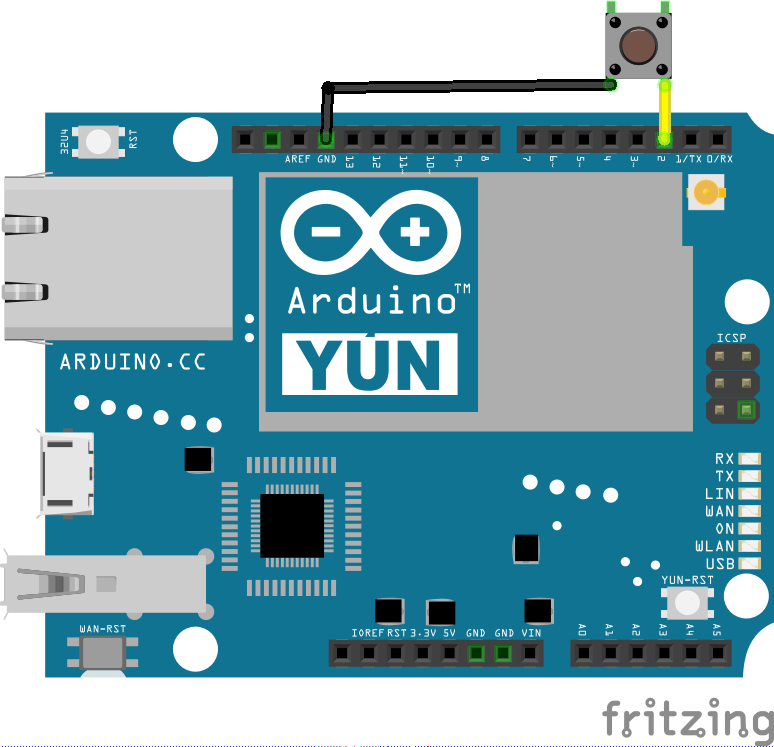 32U4
RST
AREF GND 13 12 11~ 10~ 9~ 8
7 6~ 5~ 4 3~ 2 1/TX 0/RX
Arduino™
YÚN
ARDUINO.CC
ICSP
RX
TX
LIN
WAN
ON
WLAN
USB
YUN-RST
WAN-RST
IOREF RST 3.3V 5V GND GND VIN
A0 A1 A2 A3 A4 A5
fritzing